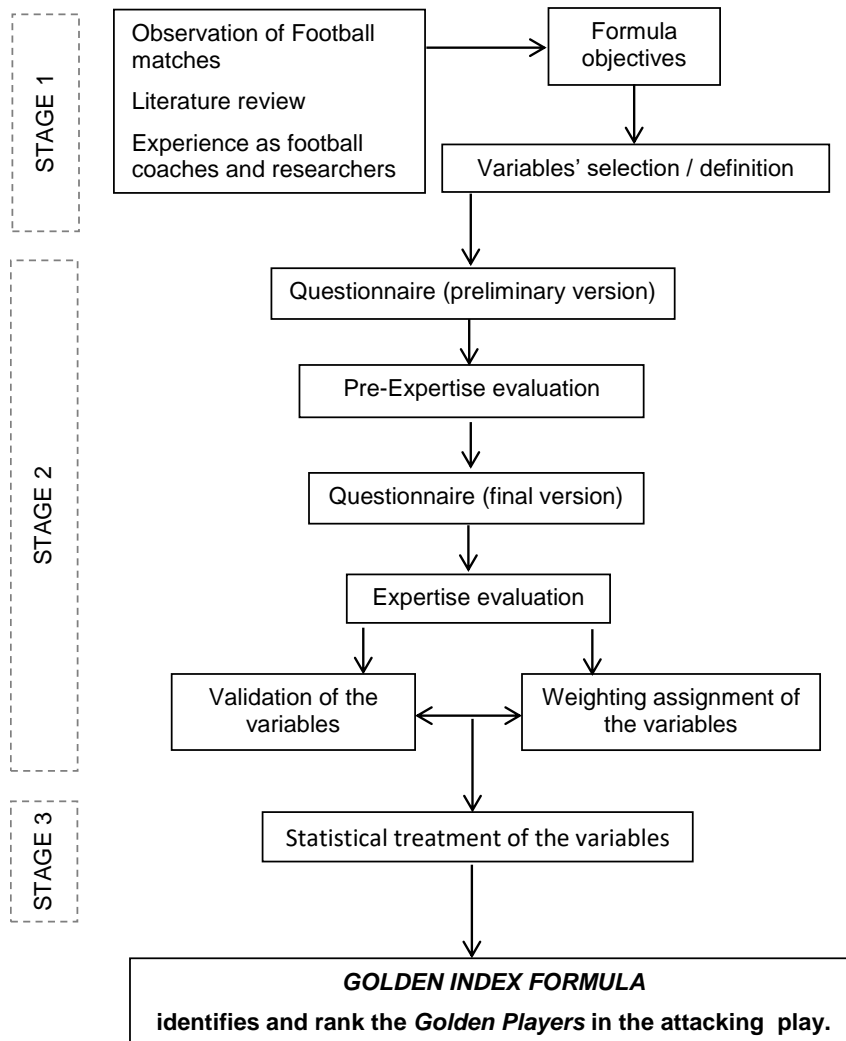 STAGE 1
Observation of Football
matches
Literature review
Experience as football
coaches and researchers
Formula
objectives
Variables’ selection / definition
STAGE 2
Questionnaire (preliminary version)
Pre-Expertise evaluation
Questionnaire (final version)
Expertise evaluation
Validation of the
variables
Weighting assignment of
the variables
STAGE 3
Statistical treatment of the variables
GOLDEN INDEX FORMULA
identifies and rank the Golden Players in the attacking play.